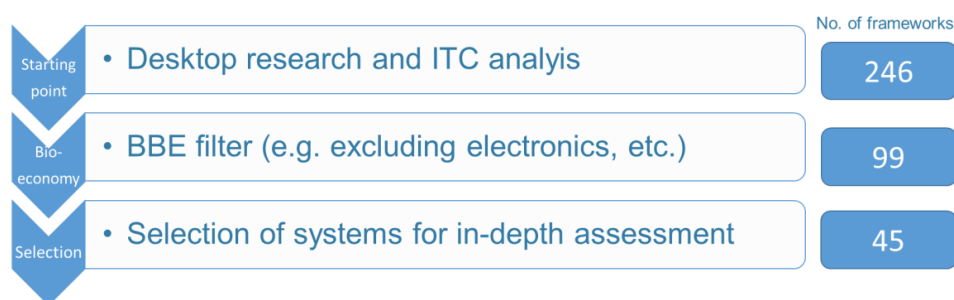 No. of frameworks
Starting
point
• Desktop research and ITC analyis
246
Bio-
economy
• BBE filter (e.g. excluding electronics, etc.)
99
Selection
• Selection of systems for in-depth assessment
45